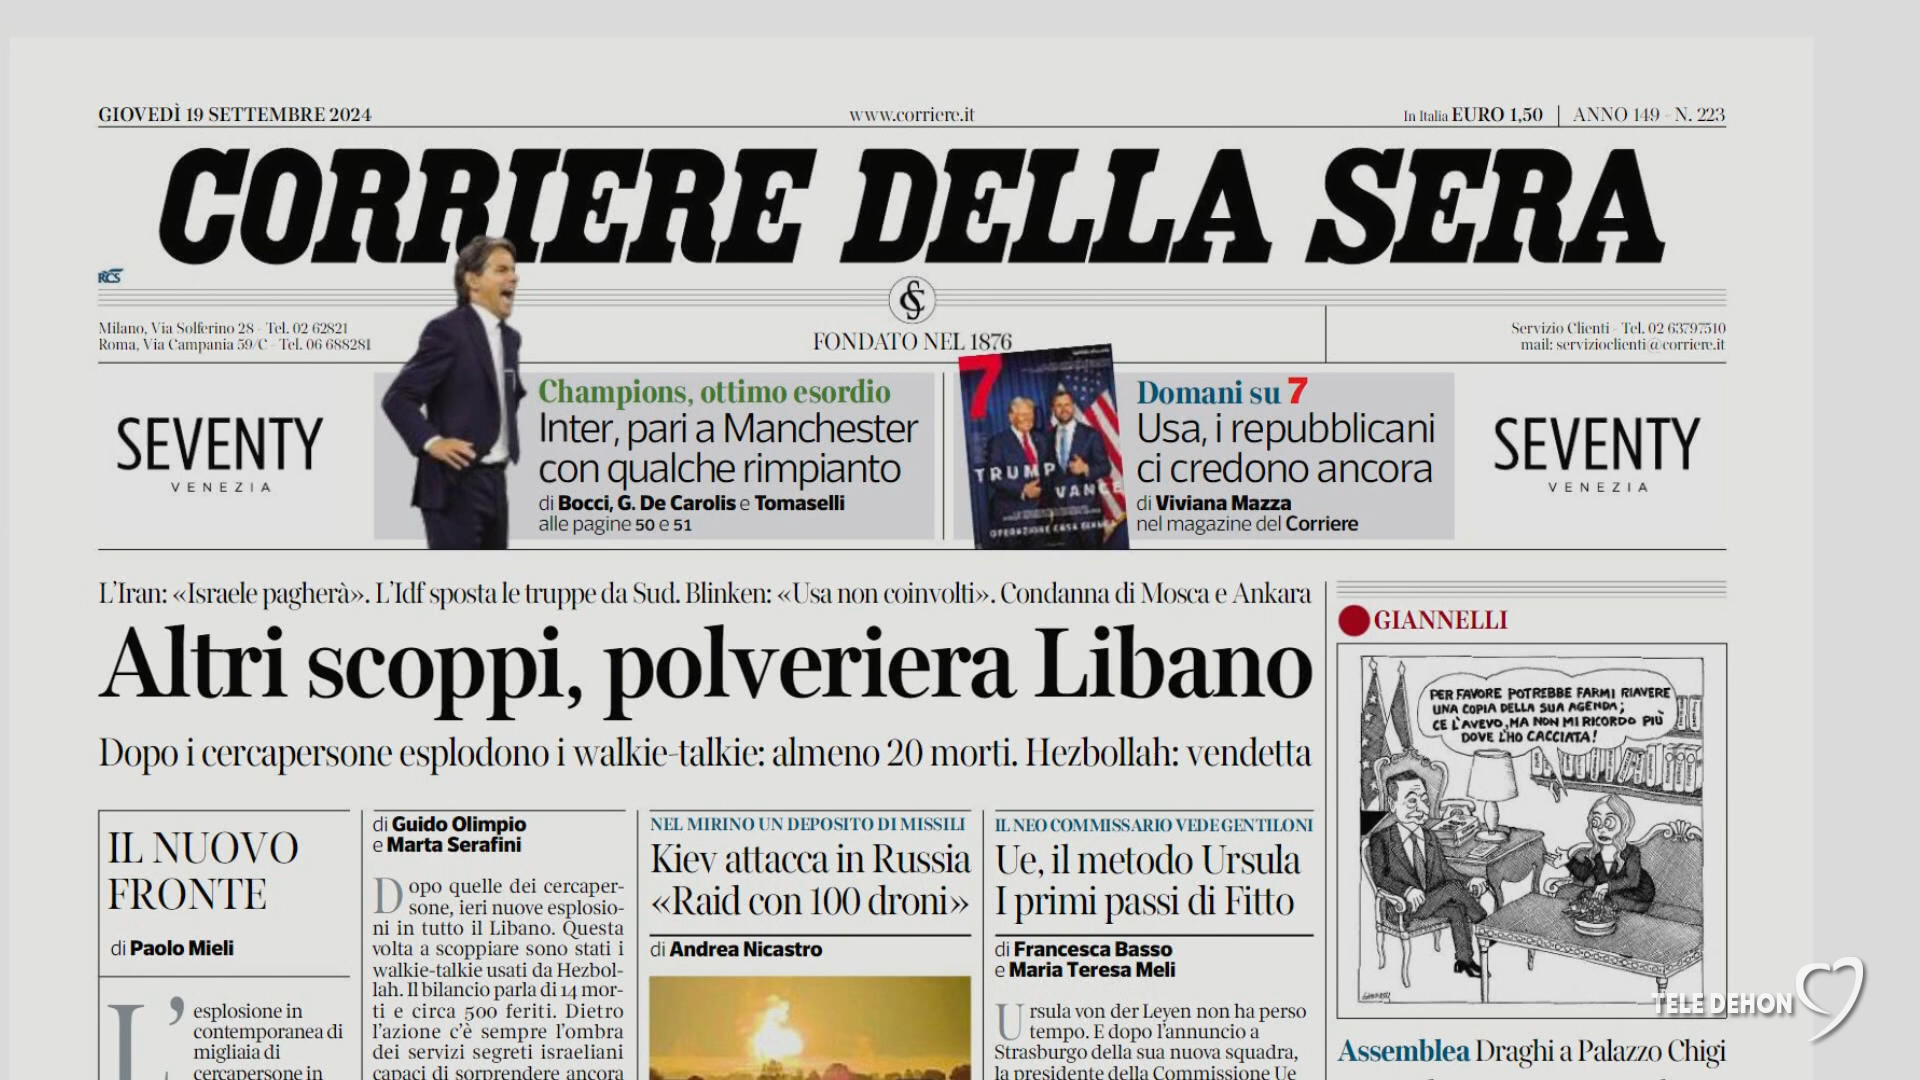 GIOVEDÌ 19 SETTEMBRE 2024
www.corriere.it
In Italia EURO 1,50 | ANNO 149 - N. 223
CORRIERE DELLA SERA
RCS
Milano, Via Solferino 28 - Tel. 02 62821
Roma, Via Campania 59/C - Tel. 06 688281
FONDATO NEL 1876
Servizio Clienti - Tel. 02 63797510
mail: servizioclienti@corriere.it
SEVENTY
VENEZIA
Champions, ottimo esordio
Inter, pari a Manchester
con qualche rimpianto
di Bocci, G. De Carolis e Tomaselli
alle pagine 50 e 51
7
TRUMP
VANCE
OPERAZIONE CASA BIANCA
Domani su 7
Usa, i repubblicani
ci credono ancora
di Viviana Mazza
nel magazine del Corriere
SEVENTY
VENEZIA
L'Iran: «Israele pagherà». L'Idf sposta le truppe da Sud. Blinken: «Usa non coinvolti». Condanna di Mosca e Ankara
Altri scoppi, polveriera Libano
Dopo i cercapersone esplodono i walkie-talkie: almeno 20 morti. Hezbollah: vendetta
IL NUOVO
FRONTE
di Paolo Mieli
L'esplosione in
contemporanea di
migliaia di
cercapersone in
di Guido Olimpio
e Marta Serafini
Dopo quelle dei cercaper-
sone, ieri nuove esplosio-
ni in tutto il Libano. Questa
volta a scoppiare sono stati i
walkie-talkie usati da Hezbol-
lah. Il bilancio parla di 14 mor-
ti e circa 500 feriti. Dietro
l'azione c'è sempre l'ombra
dei servizi segreti israeliani
capaci di sorprendere ancora
NEL MIRINO UN DEPOSITO DI MISSILI
Kiev attacca in Russia
«Raid con 100 droni»
di Andrea Nicastro
IL NEO COMMISSARIO VEDE GENTILONI
Ue, il metodo Ursula
I primi passi di Fitto
di Francesca Basso
e Maria Teresa Meli
Ursula von der Leyen non ha perso
tempo. E dopo l'annuncio a
Strasburgo della sua nuova squadra,
la presidente della Commissione Ue
GIANNELLI
PER FAVORE POTREBBE FARMI RIAVERE
UNA COPIA DELLA SUA AGENDA;
CE L'AVEVO, MA NON MI RICORDO PIÙ
DOVE L'HO CACCIATA!
GIANNELLI
Assemblea Draghi a Palazzo Chigi
TELE DEHON